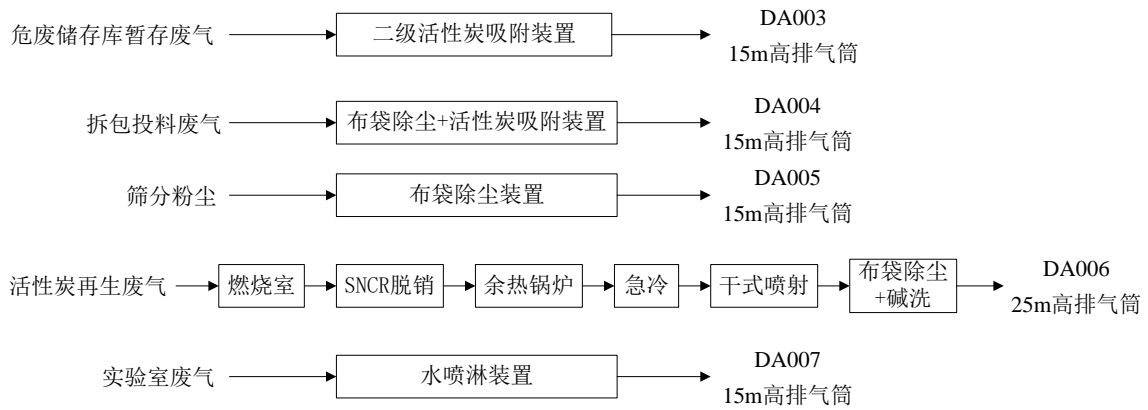 危废储存库暂存废气
二级活性炭吸附装置
DA003
15m高排气筒
拆包投料废气
布袋除尘+活性炭吸附装置
DA004
15m高排气筒
筛分粉尘
布袋除尘装置
DA005
15m高排气筒
活性炭再生废气
燃烧室
SNCR脱销
余热锅炉
急冷
干式喷射
布袋除尘
+碱洗
DA006
25m高排气筒
实验室废气
水喷淋装置
DA007
15m高排气筒